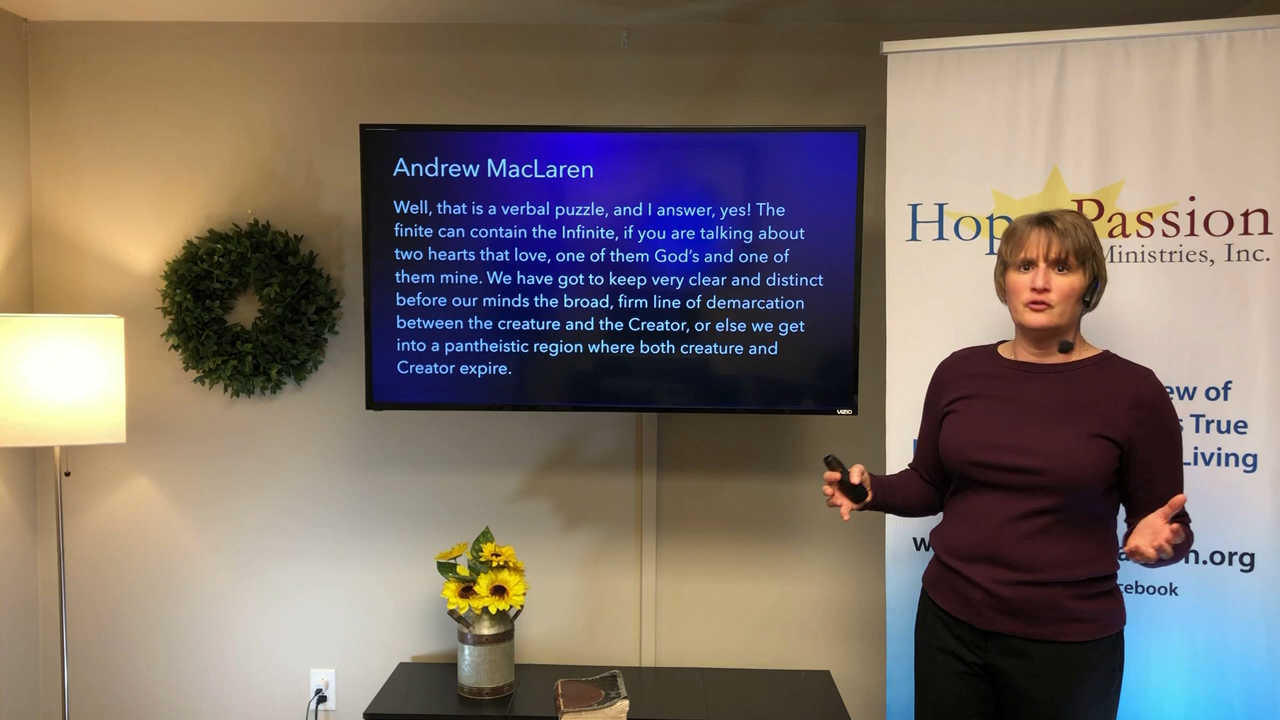 Andrew MacLaren
Well, that is a verbal puzzle, and I answer, yes! The
finite can contain the Infinite, if you are talking about
two hearts that love, one of them God's and one of
them mine. We have got to keep very clear and distinct
before our minds the broad, firm line of demarcation
between the creature and the Creator, or else we get
into a pantheistic region where both creature and
Creator expire.
VIZIO
Passion
Ministries, Inc.
of
True
Living